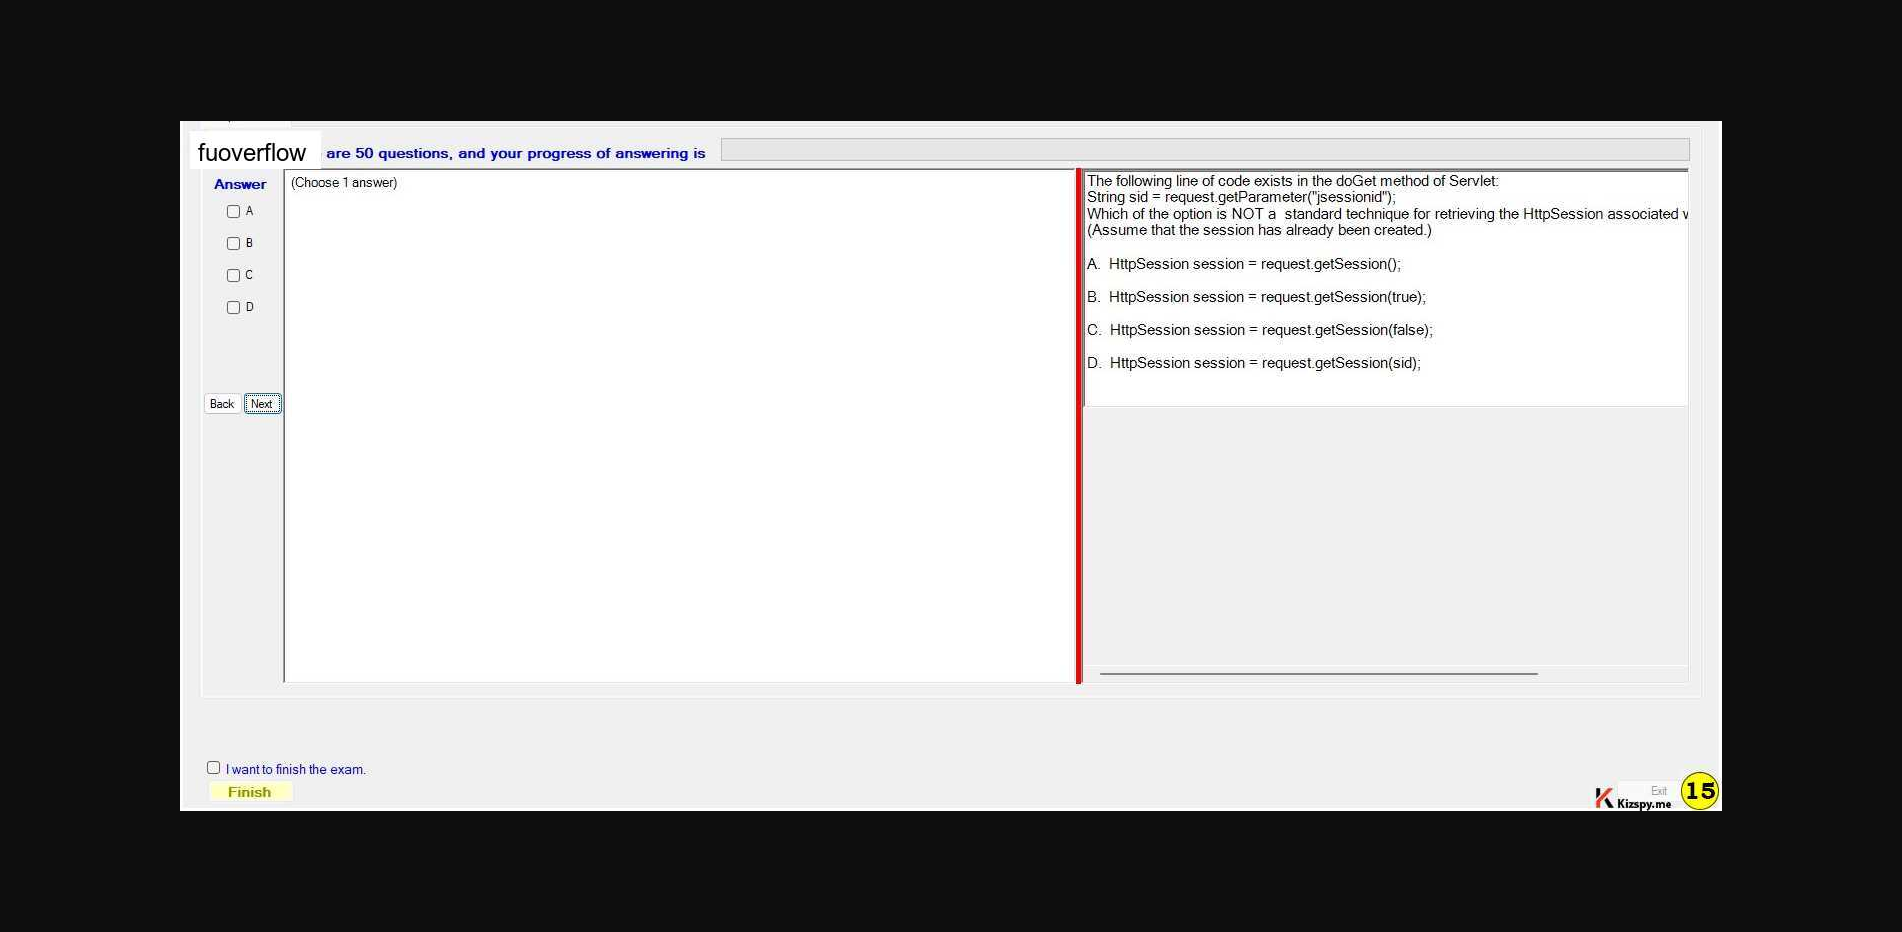 fuoverflow are 50 questions, and your progress of answering is
Answer
(Choose 1 answer)
A
B
C
D
Back Next
The following line of code exists in the doGet method of Servlet:
String sid = request.getParameter("jsessionid");
Which of the option is NOT a standard technique for retrieving the HttpSession associated
(Assume that the session has already been created.)
A. HttpSession session = request.getSession();
B. HttpSession session = request.getSession(true);
C. HttpSession session = request.getSession(false);
D. HttpSession session = request.getSession(sid);
I want to finish the exam.
Finish
Exit
Kizspy.me
15